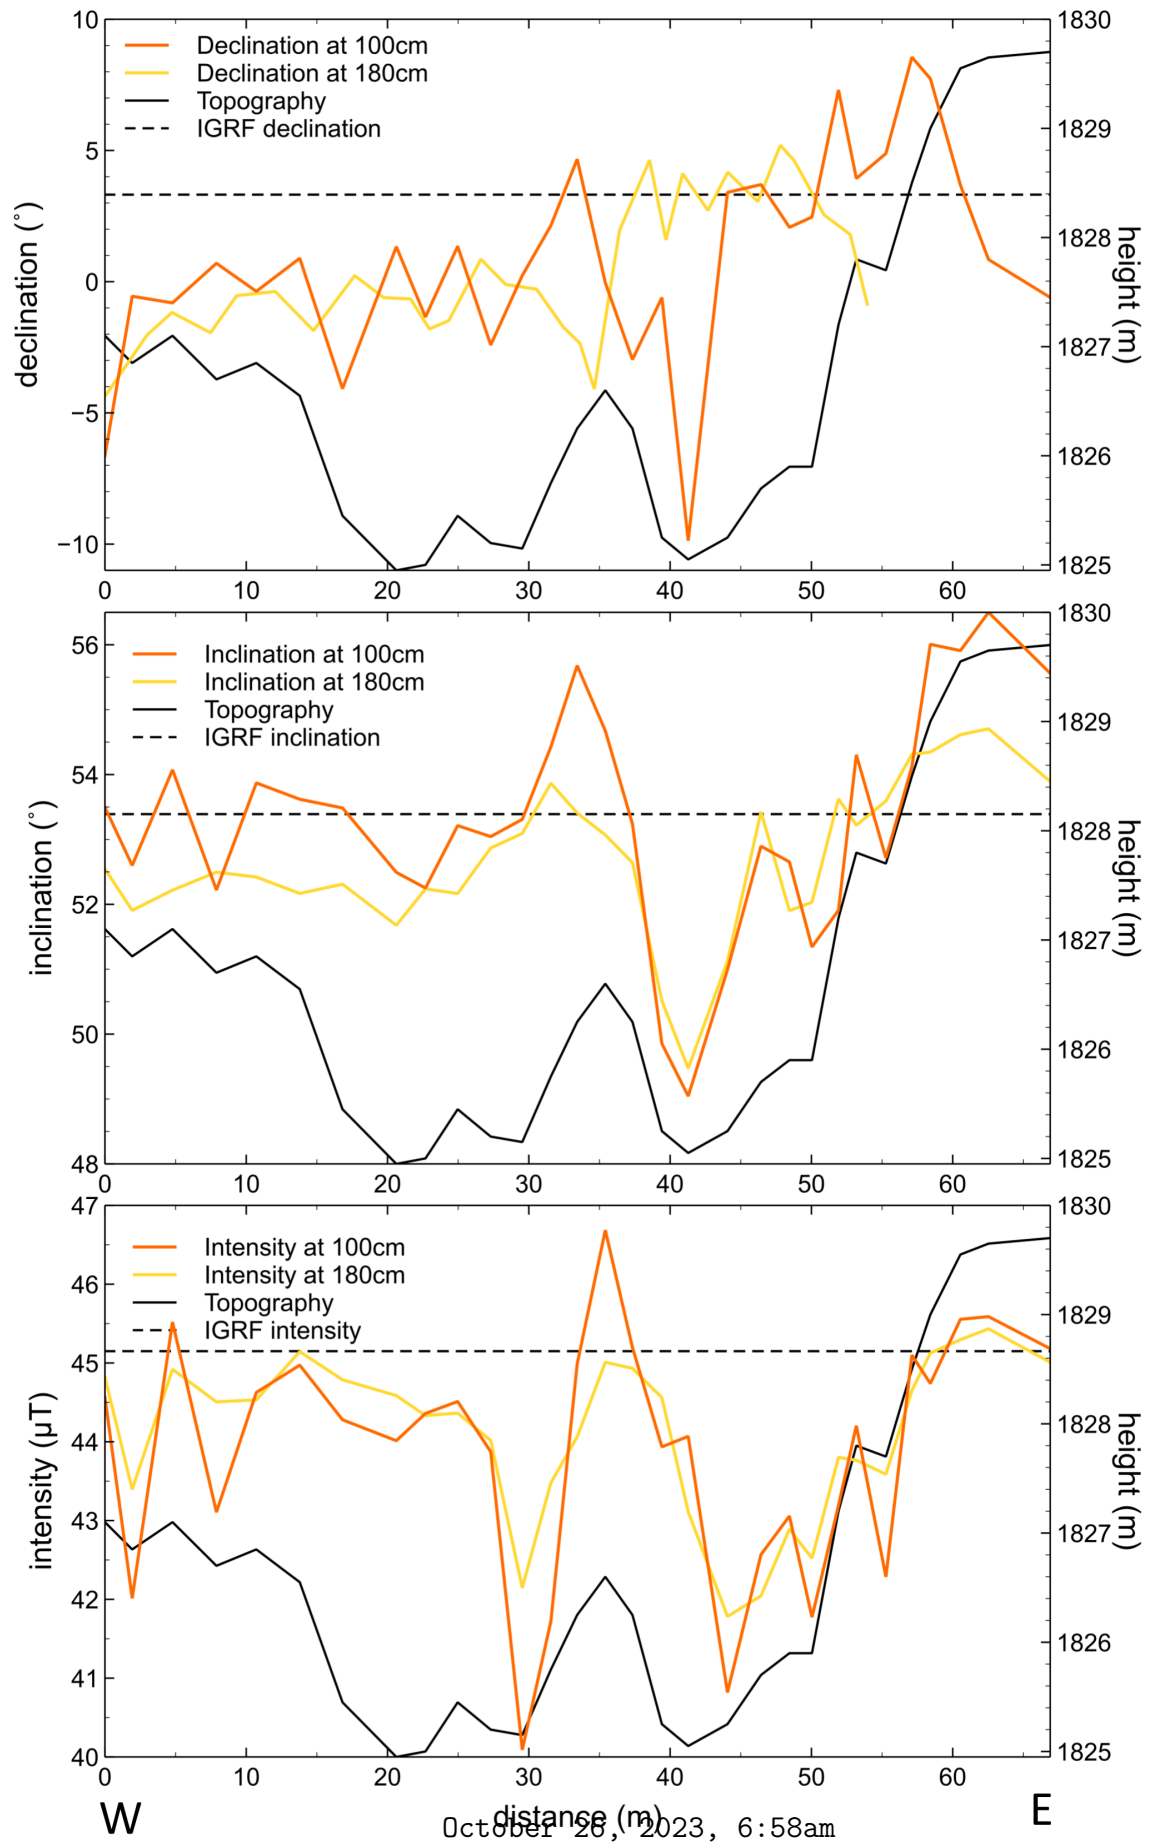 Declination at 100cm
Declination at 180cm
Topography
IGRF declination
10
5
0
−5
−10
declination (°)
1830
1829
1828
1827
1826
1825
height (m)
0 10 20 30 40 50 60
Inclination at 100cm
Inclination at 180cm
Topography
IGRF inclination
56
54
52
50
48
inclination (°)
1830
1829
1828
1827
1826
1825
height (m)
0 10 20 30 40 50 60
Intensity at 100cm
Intensity at 180cm
Topography
IGRF intensity
47
46
45
44
43
42
41
40
intensity (µT)
1830
1829
1828
1827
1826
1825
height (m)
0 10 20 30 40 50 60
W distance (m) E
October 26, 2023, 6:58am